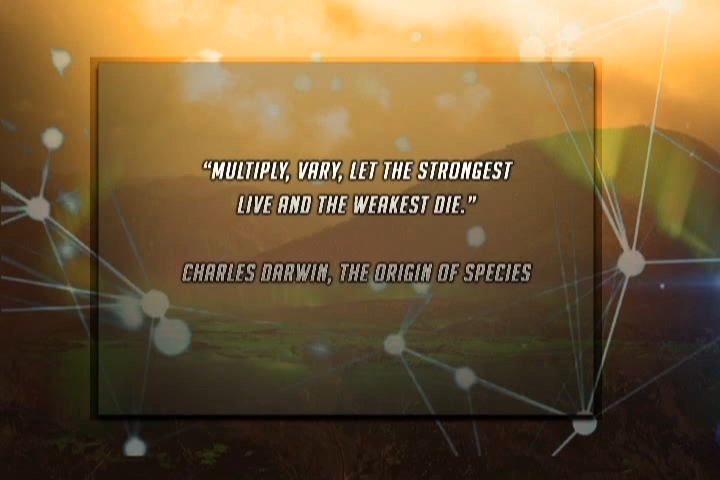 “MULTIPLY, VARY, LET THE STRONGEST
LIVE AND THE WEAKEST DIE.”
CHARLES DARWIN, THE ORIGIN OF SPECIES